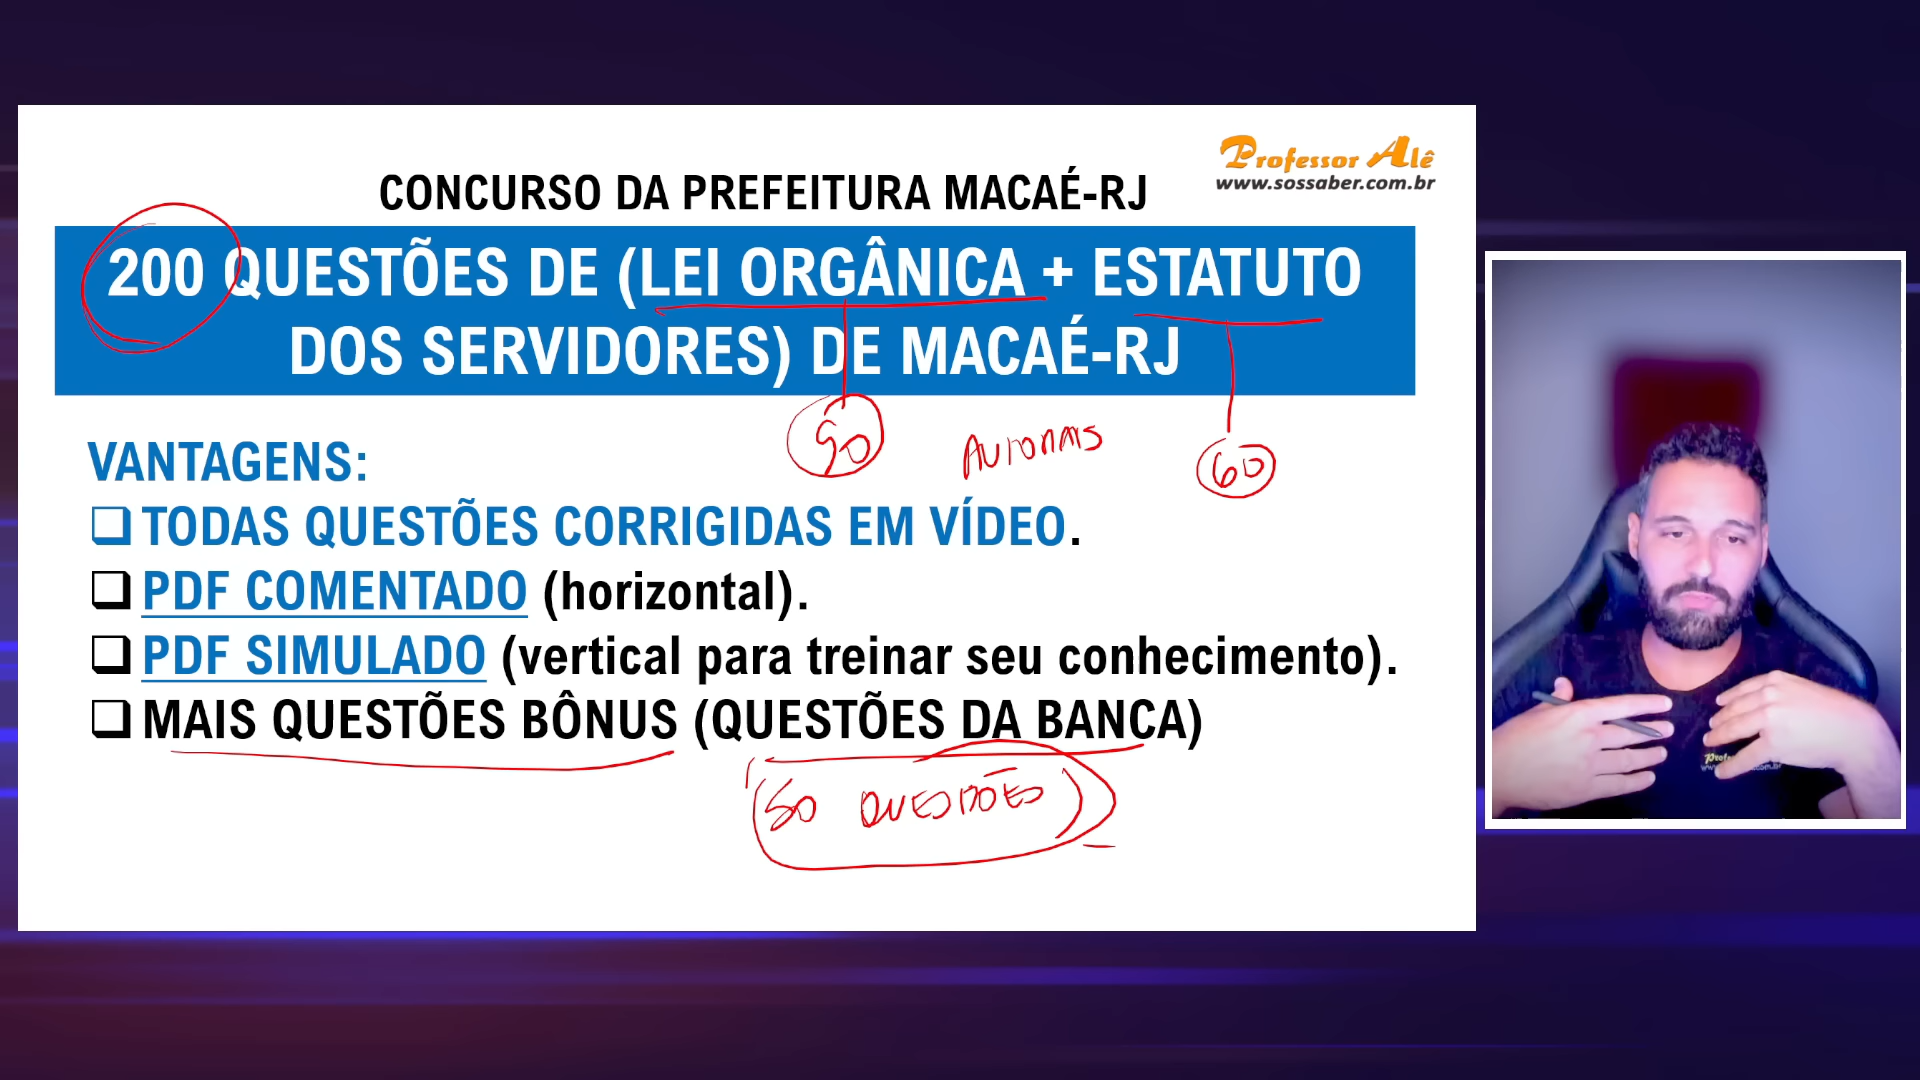 Professor Alê
www.sossaber.com.br
CONCURSO DA PREFEITURA MACAÉ-RJ
200 QUESTÕES DE (LEI ORGÂNICA + ESTATUTO
DOS SERVIDORES) DE MACAÉ-RJ
AUTORAIS
60
VANTAGENS:
❑ TODAS QUESTÕES CORRIGIDAS EM VÍDEO.
❑ PDF COMENTADO (horizontal).
❑ PDF SIMULADO (vertical para treinar seu conhecimento).
❑ MAIS QUESTÕES BÔNUS (QUESTÕES DA BANCA)
50 QUESTÕES